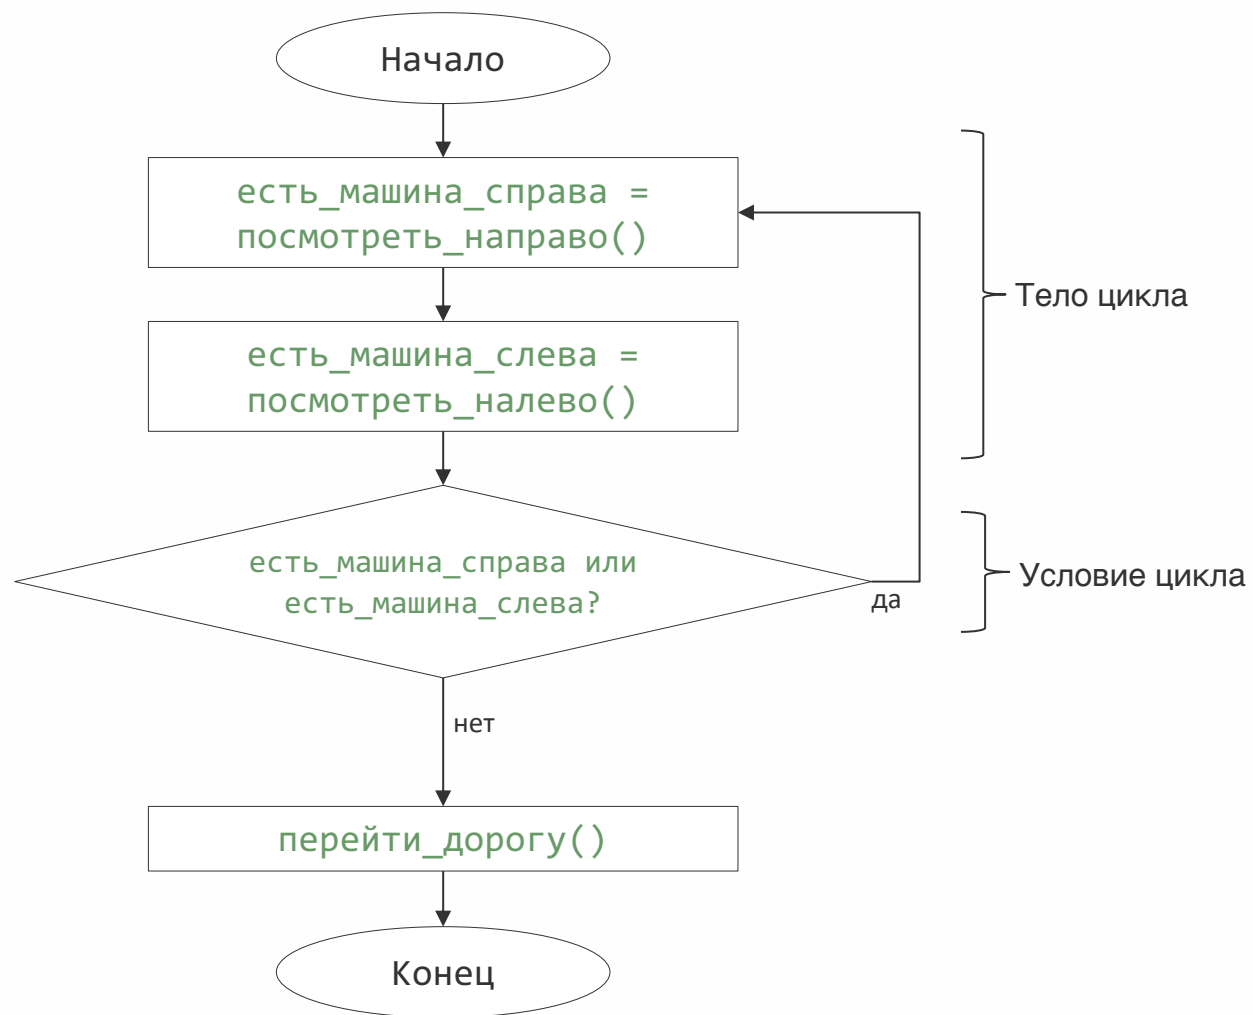 Начало
есть_машина_справа =
посмотреть_направо()
Тело цикла
есть_машина_слева =
посмотреть_налево()
есть_машина_справа или
есть_машина_слева?
да
Условие цикла
нет
перейти_дорогу()
Конец